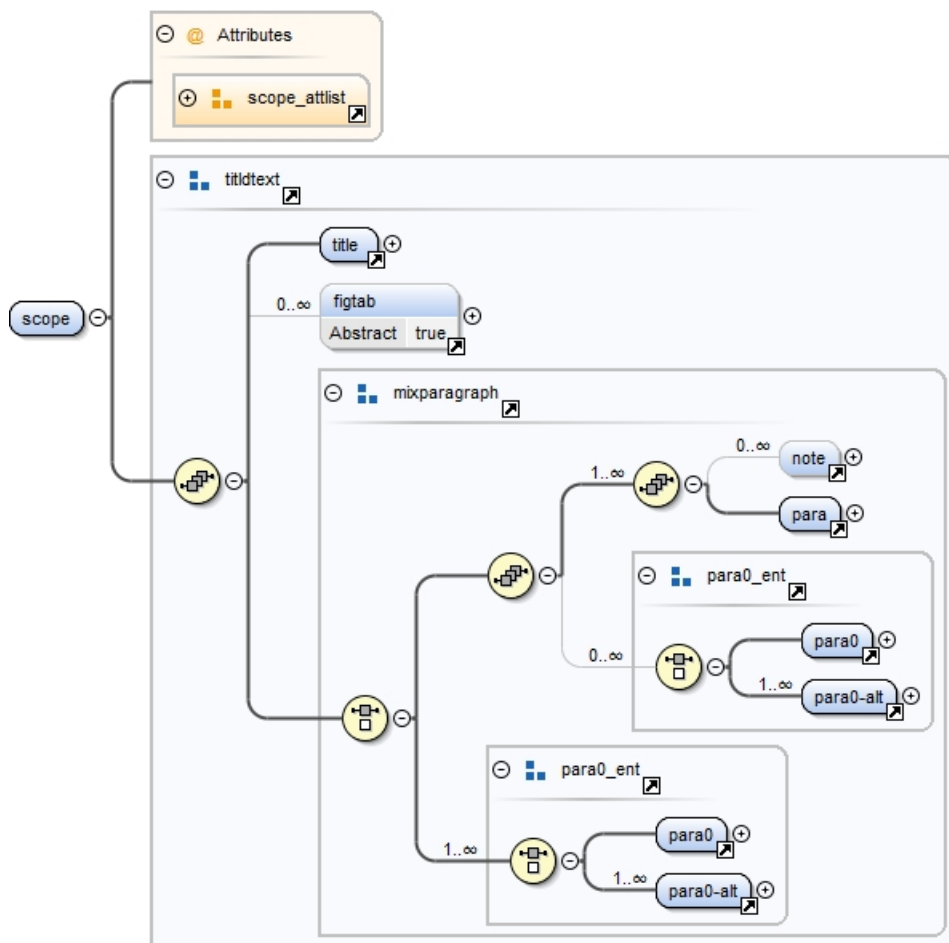 Attributes
scope_attlist
titldtext
title
0..∞
figtab
Abstract true
scope
mixparagraph
0..∞
note
1..∞
para
para0_ent
para0
0..∞
1..∞
para0-alt
para0_ent
para0
1..∞
1..∞
para0-alt